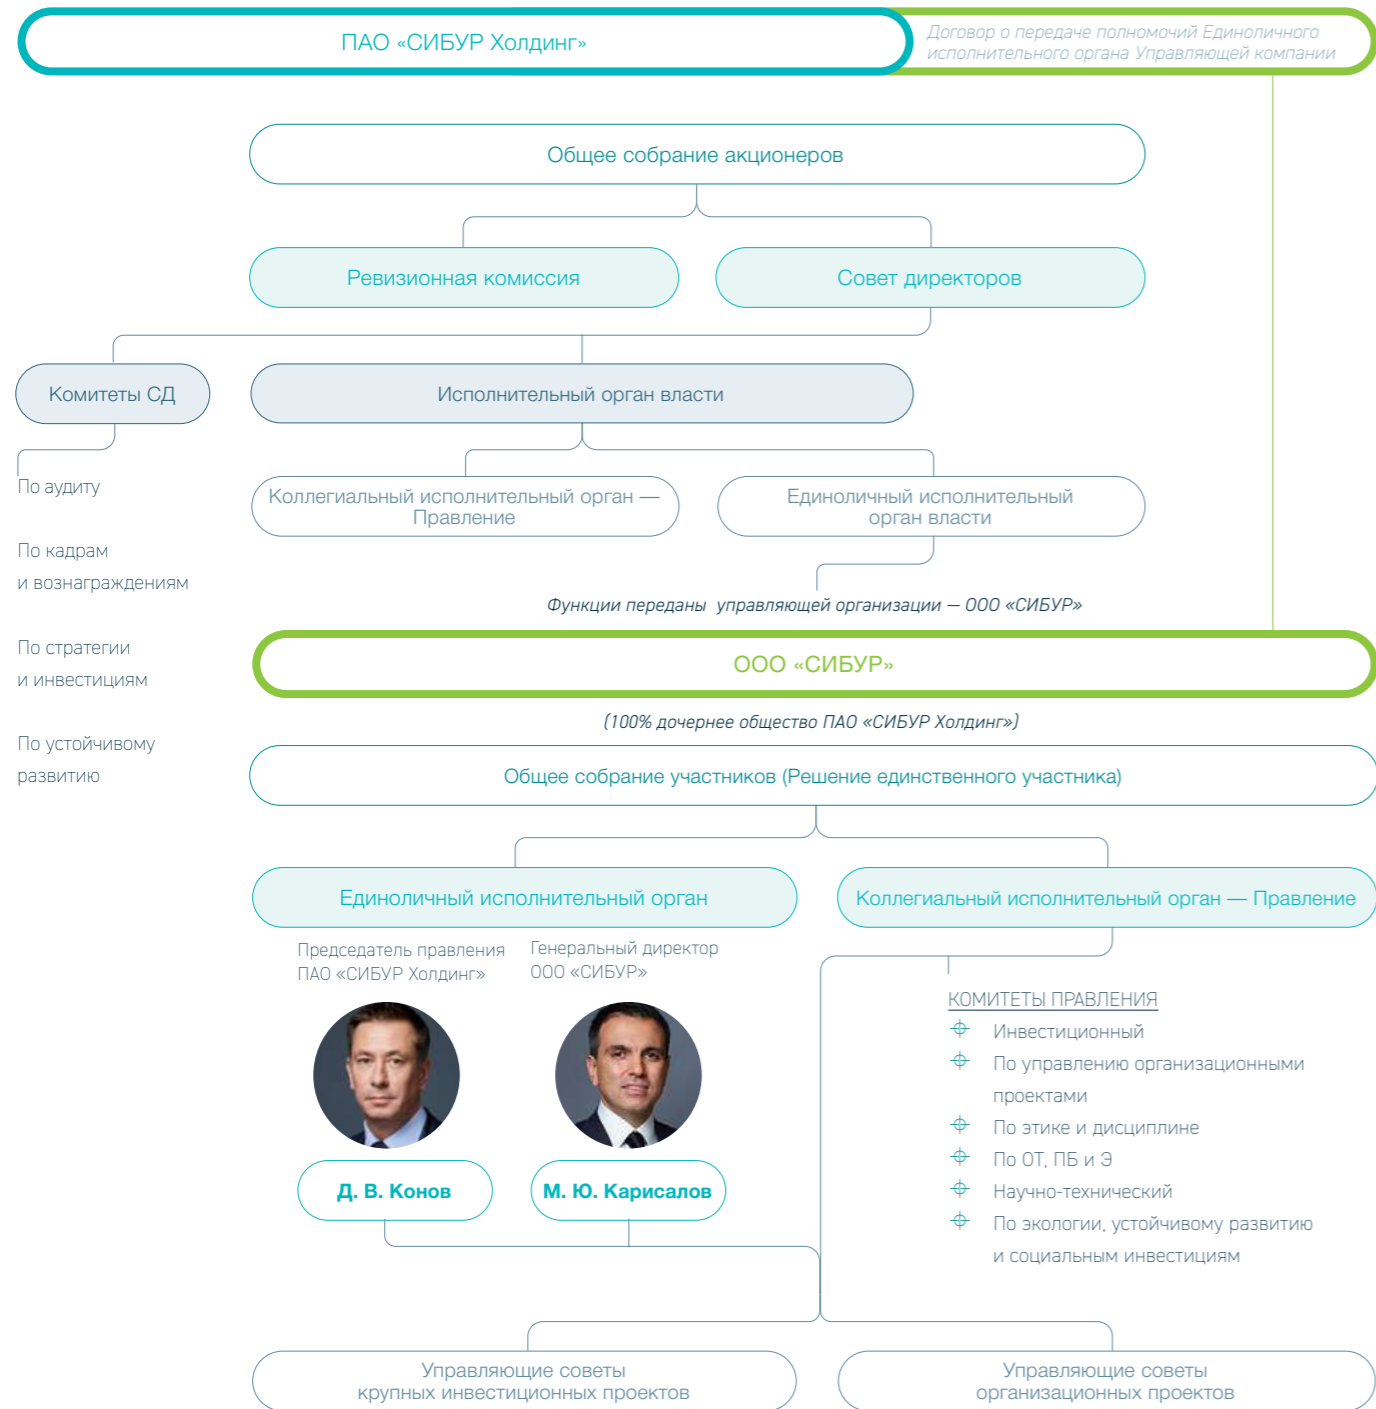 ПАО «СИБУР Холдинг»
Договор о передаче полномочий Единоличного
исполнительного органа Управляющей компании
Общее собрание акционеров
Ревизионная комиссия
Совет директоров
Комитеты СД
Исполнительный орган власти
По аудиту
По кадрам
и вознаграждениям
По стратегии
и инвестициям
По устойчивому
развитию
Коллегиальный исполнительный орган —
Правление
Единоличный исполнительный
орган власти
Функции переданы управляющей организации — ООО «СИБУР»
ООО «СИБУР»
(100% дочернее общество ПАО «СИБУР Холдинг»)
Общее собрание участников (Решение единственного участника)
Единоличный исполнительный орган
Коллегиальный исполнительный орган — Правление
Председатель правления
ПАО «СИБУР Холдинг»
Генеральный директор
ООО «СИБУР»
Д. В. Конов
М. Ю. Карисалов
КОМИТЕТЫ ПРАВЛЕНИЯ
Инвестиционный
По управлению организационными
проектами
По этике и дисциплине
По ОТ, ПБ и Э
Научно-технический
По экологии, устойчивому развитию
и социальным инвестициям
Управляющие советы
крупных инвестиционных проектов
Управляющие советы
организационных проектов